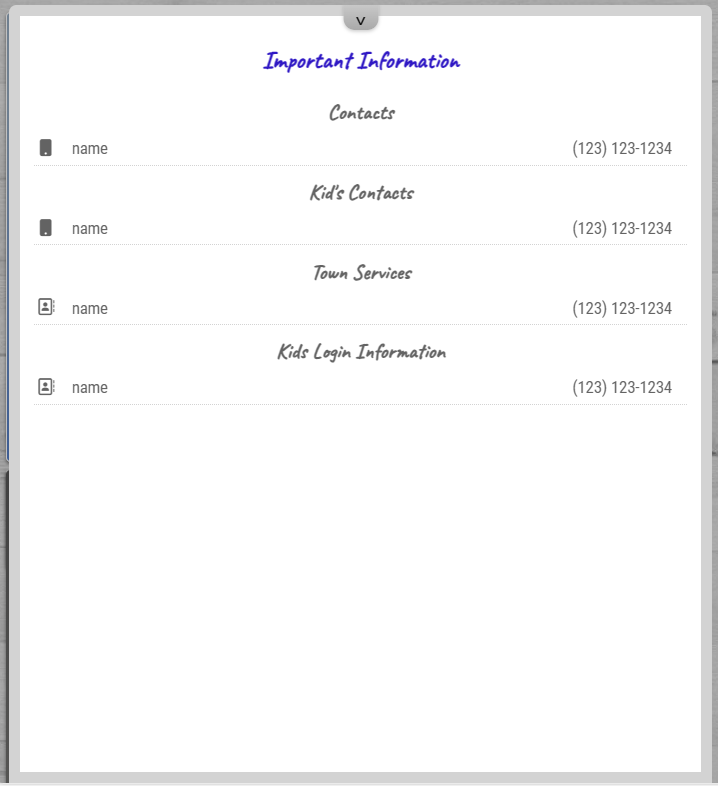 v
Important Information
Contacts
name (123) 123-1234
Kid's Contacts
name (123) 123-1234
Town Services
name (123) 123-1234
Kids Login Information
name (123) 123-1234